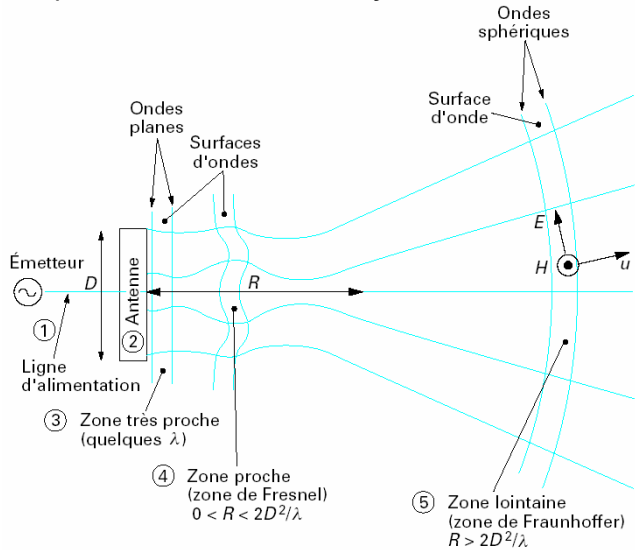 Ondes
sphériques
Surface
d'onde
Ondes
planes
Surfaces
d'ondes
E
H
u
Émetteur
D
Antenne
R
①
②
Ligne
d'alimentation
③ Zone très proche
(quelques λ)
④ Zone proche
(zone de Fresnel)
0 < R < 2D²/λ
⑤ Zone lointaine
(zone de Fraunhoffer)
R > 2D²/λ